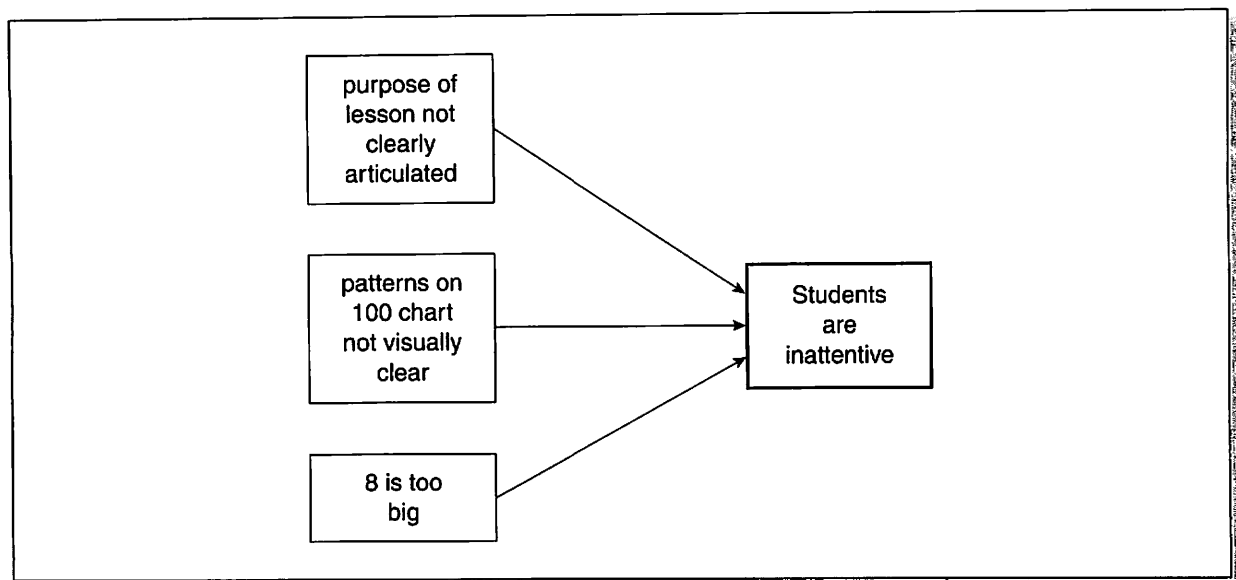 purpose of
lesson not
clearly
articulated
patterns on
100 chart
not visually
clear
8 is too
big
Students
are
inattentive